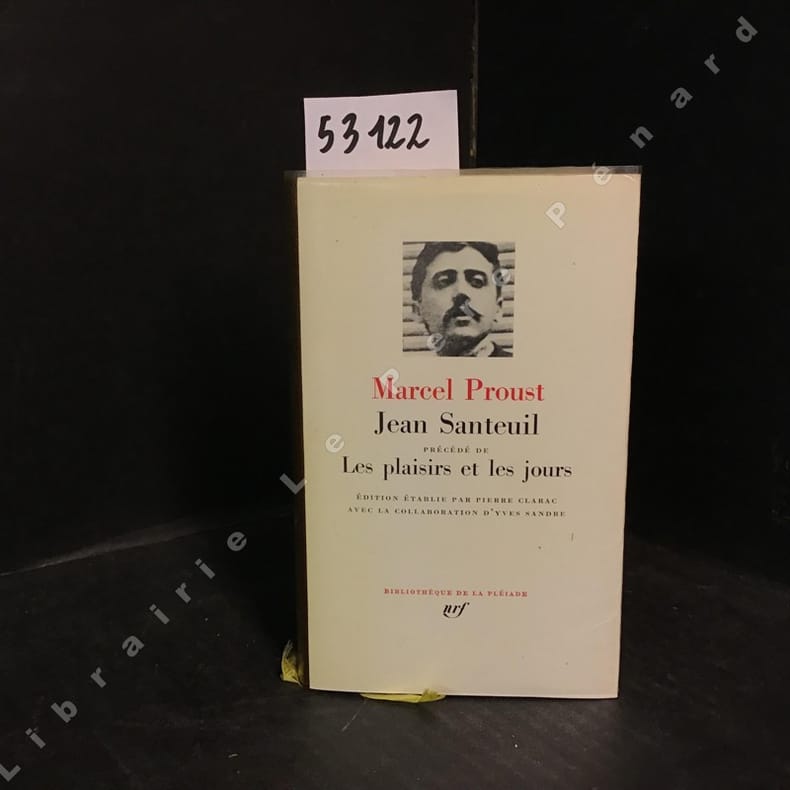 53122
Marcel Proust
Jean Santeuil
PRÉCÉDÉ DE
Les plaisirs et les jours
ÉDITION ÉTABLIE PAR PIERRE CLARAC
AVEC LA COLLABORATION D'YVES SANDRE
BIBLIOTHÈQUE DE LA PLÉIADE
nrf
Librairie Le Père Pénard